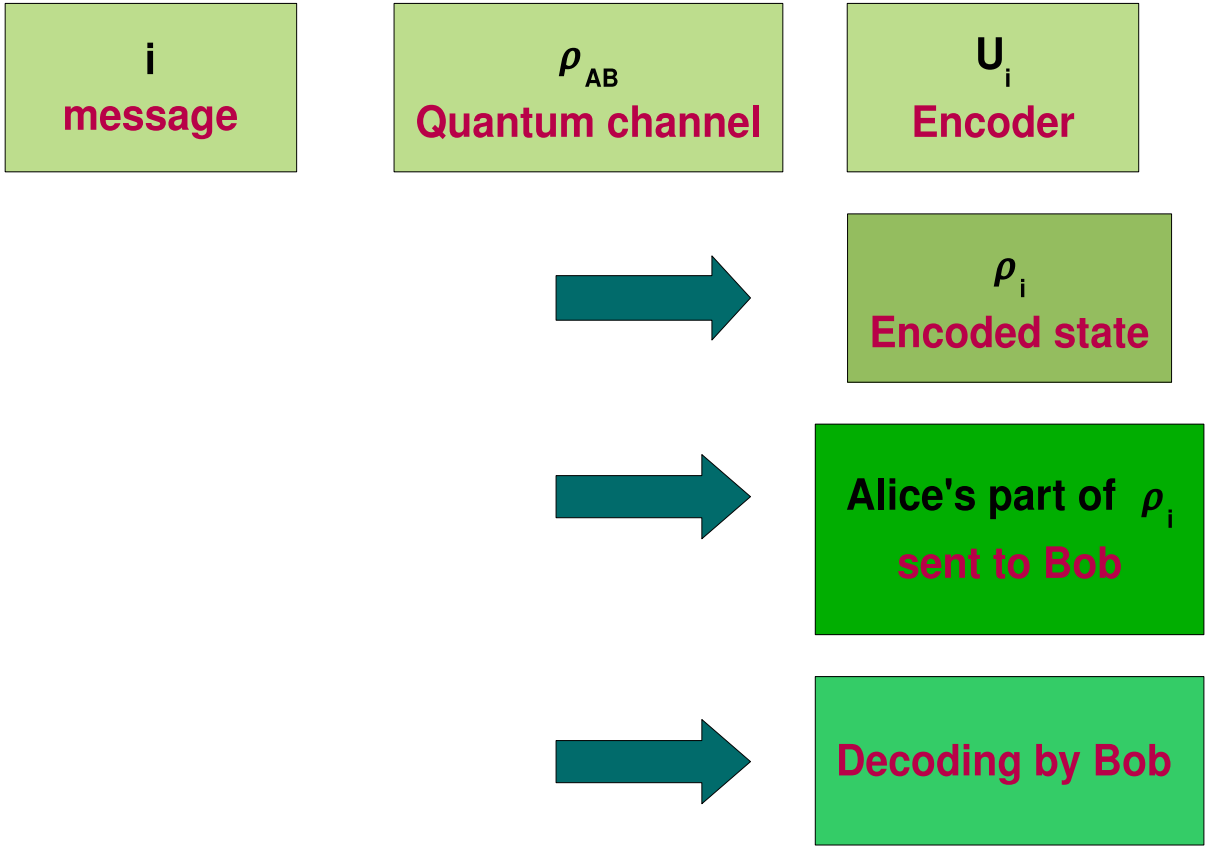 i
message
ρAB
Quantum channel
Ui
Encoder
ρi
Encoded state
Alice's part of ρi
sent to Bob
Decoding by Bob